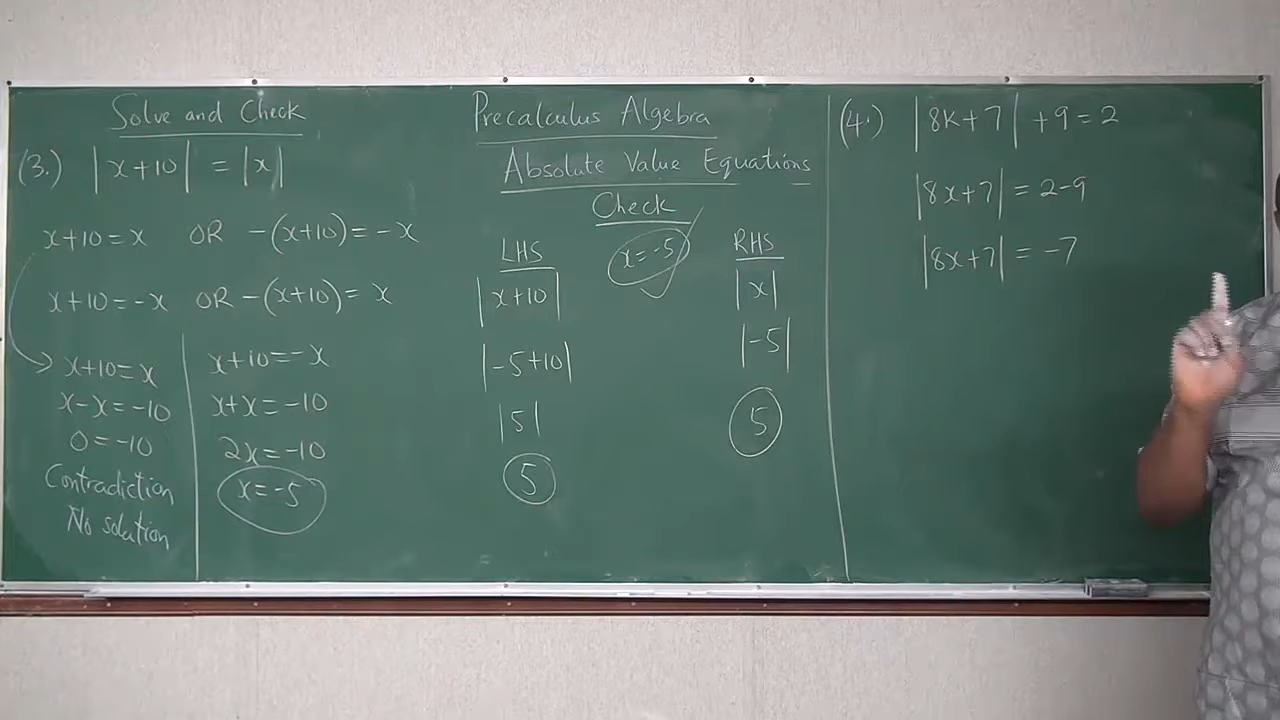 Solve and Check
(3.) |x+10| = |x|
x+10=x OR -(x+10)=-x
x+10=-x OR -(x+10)=x
x+10=x
x-x=-10
0=-10
Contradiction
No solution
x+10=-x
x+x=-10
2x=-10
x=-5
Precalculus Algebra
Absolute Value Equations
Check
x=-5
LHS
|x+10|
|-5+10|
|5|
5
RHS
|x|
|-5|
5
(4.) |8x+7| +9=2
|8x+7| = 2-9
|8x+7| = -7